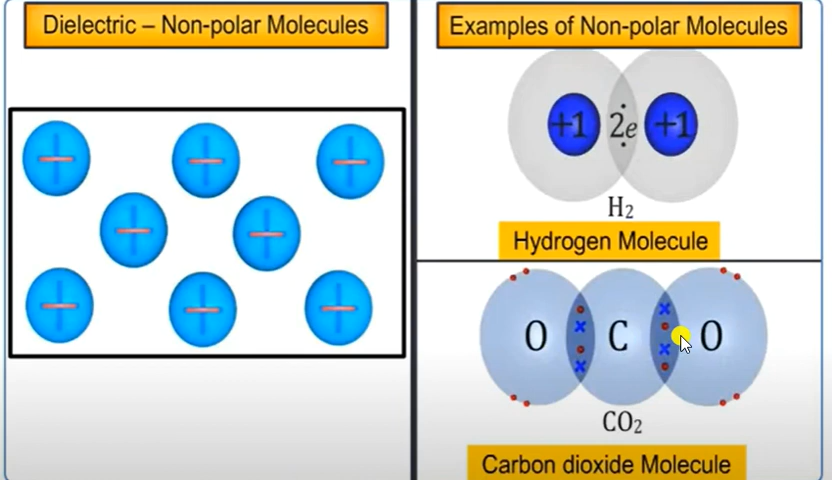 Dielectric – Non-polar Molecules
Examples of Non-polar Molecules
+1 2e +1
H₂
Hydrogen Molecule
O C O
CO₂
Carbon dioxide Molecule